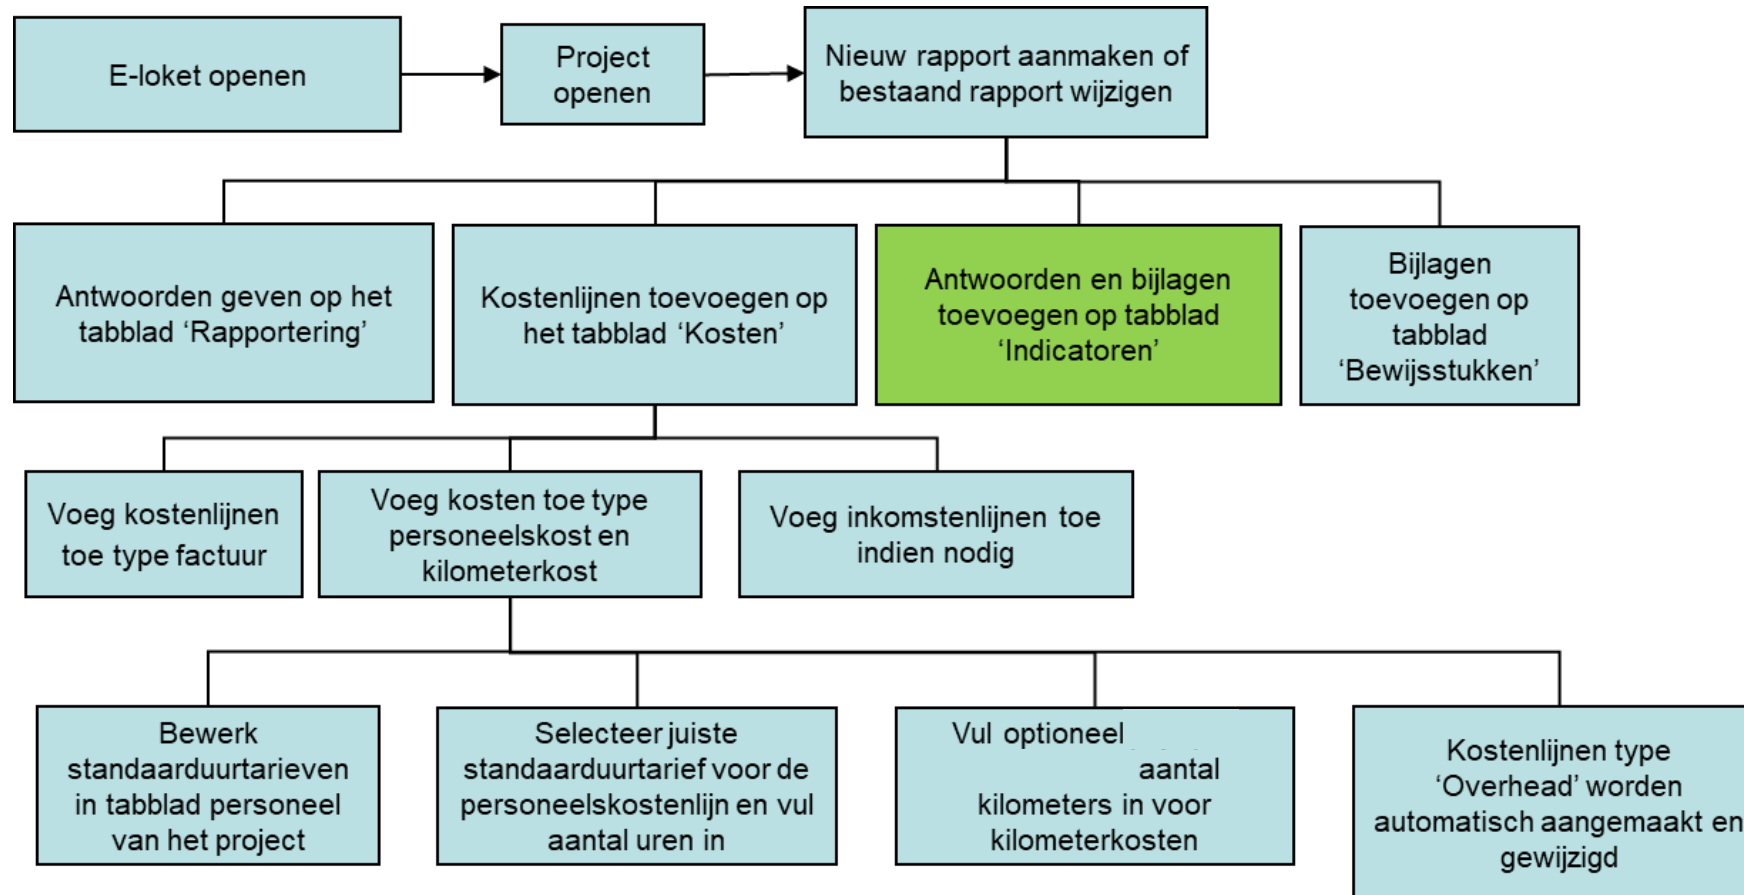 E-loket openen
Project
openen
Nieuw rapport aanmaken of
bestaand rapport wijzigen
Antwoorden geven op het
tabblad ‘Rapportering’
Kostenlijnen toevoegen op
het tabblad ‘Kosten’
Antwoorden en bijlagen
toevoegen op tabblad
‘Indicatoren’
Bijlagen
toevoegen op
tabblad
‘Bewijsstukken’
Voeg kostenlijnen
toe type factuur
Voeg kosten toe type
personeelskost en
kilometerkost
Voeg inkomstenlijnen toe
indien nodig
Bewerk
standaarduurtarieven
in tabblad personeel
van het project
Selecteer juiste
standaarduurtarief voor de
personeelskostenlijn en vul
aantal uren in
Vul optioneel
aantal
kilometers in voor
kilometerkosten
Kostenlijnen type
‘Overhead’ worden
automatisch aangemaakt en
gewijzigd